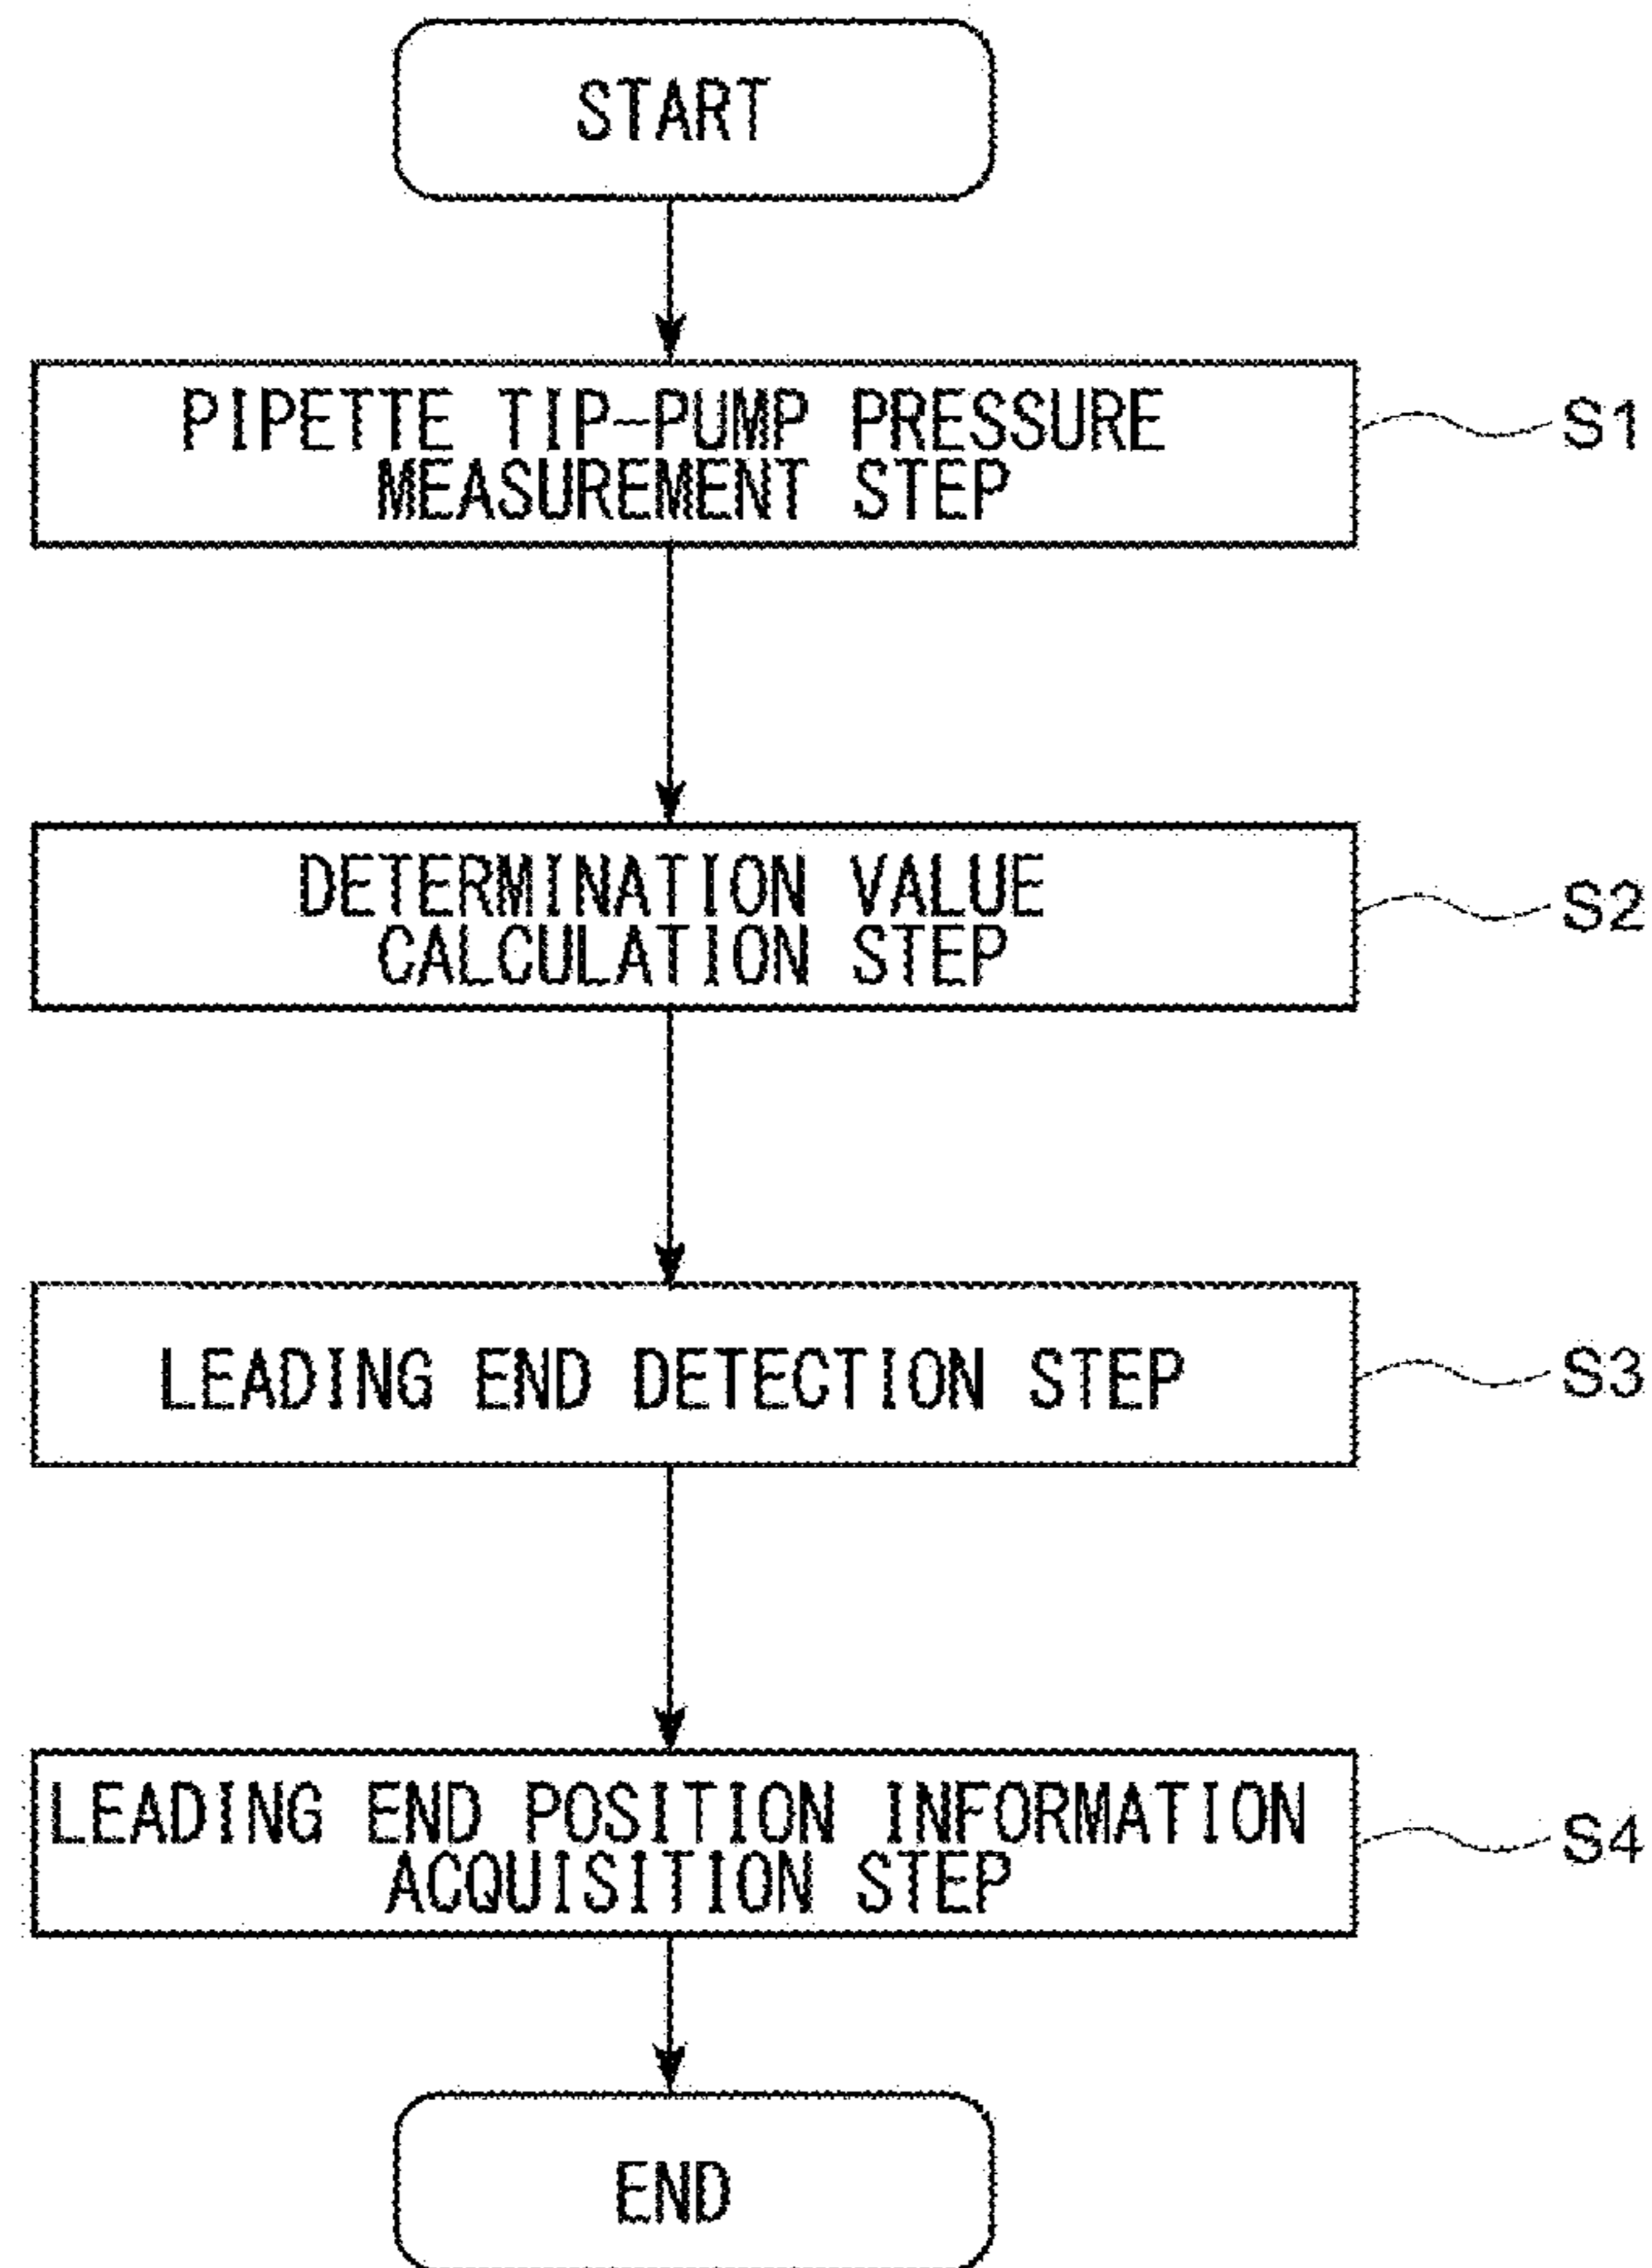 START
PIPETTE TIP-PUMP PRESSURE
MEASUREMENT STEP
S1
DETERMINATION VALUE
CALCULATION STEP
S2
LEADING END DETECTION STEP
S3
LEADING END POSITION INFORMATION
ACQUISITION STEP
S4
END